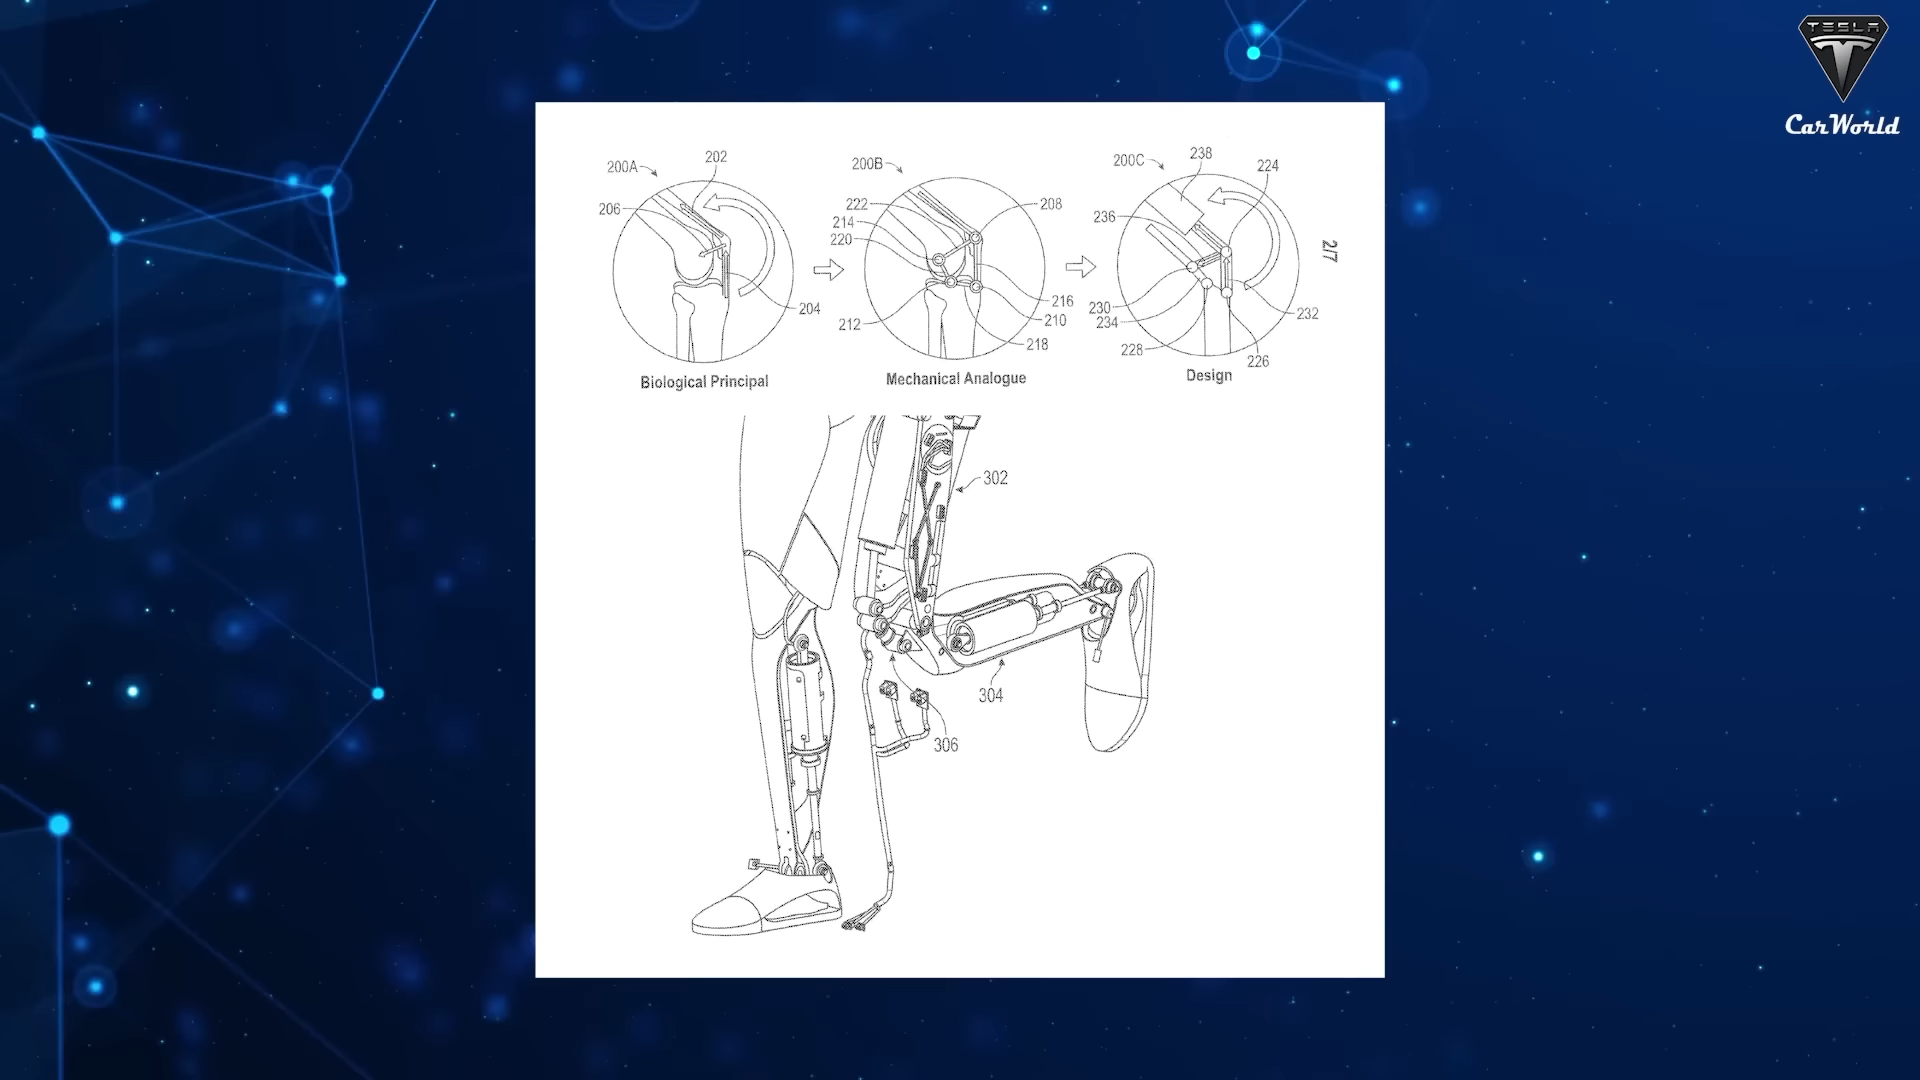 TESLA
CarWorld
200A
202
206
204
Biological Principal
200B
222
214
220
208
212
216
210
218
Mechanical Analogue
200C
238
224
236
230
234
228
232
226
Design
2/7
302
304
306